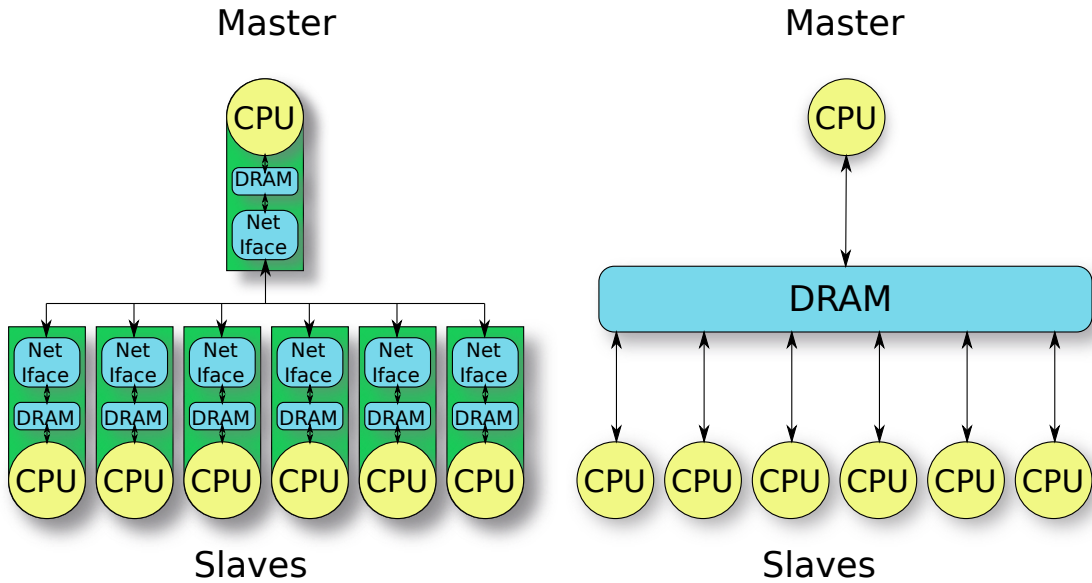 Master
CPU
DRAM
Net
Iface
Net
Iface
DRAM
CPU
Net
Iface
DRAM
CPU
Net
Iface
DRAM
CPU
Net
Iface
DRAM
CPU
Net
Iface
DRAM
CPU
Net
Iface
DRAM
CPU
Slaves
Master
CPU
DRAM
CPU
CPU
CPU
CPU
CPU
CPU
Slaves